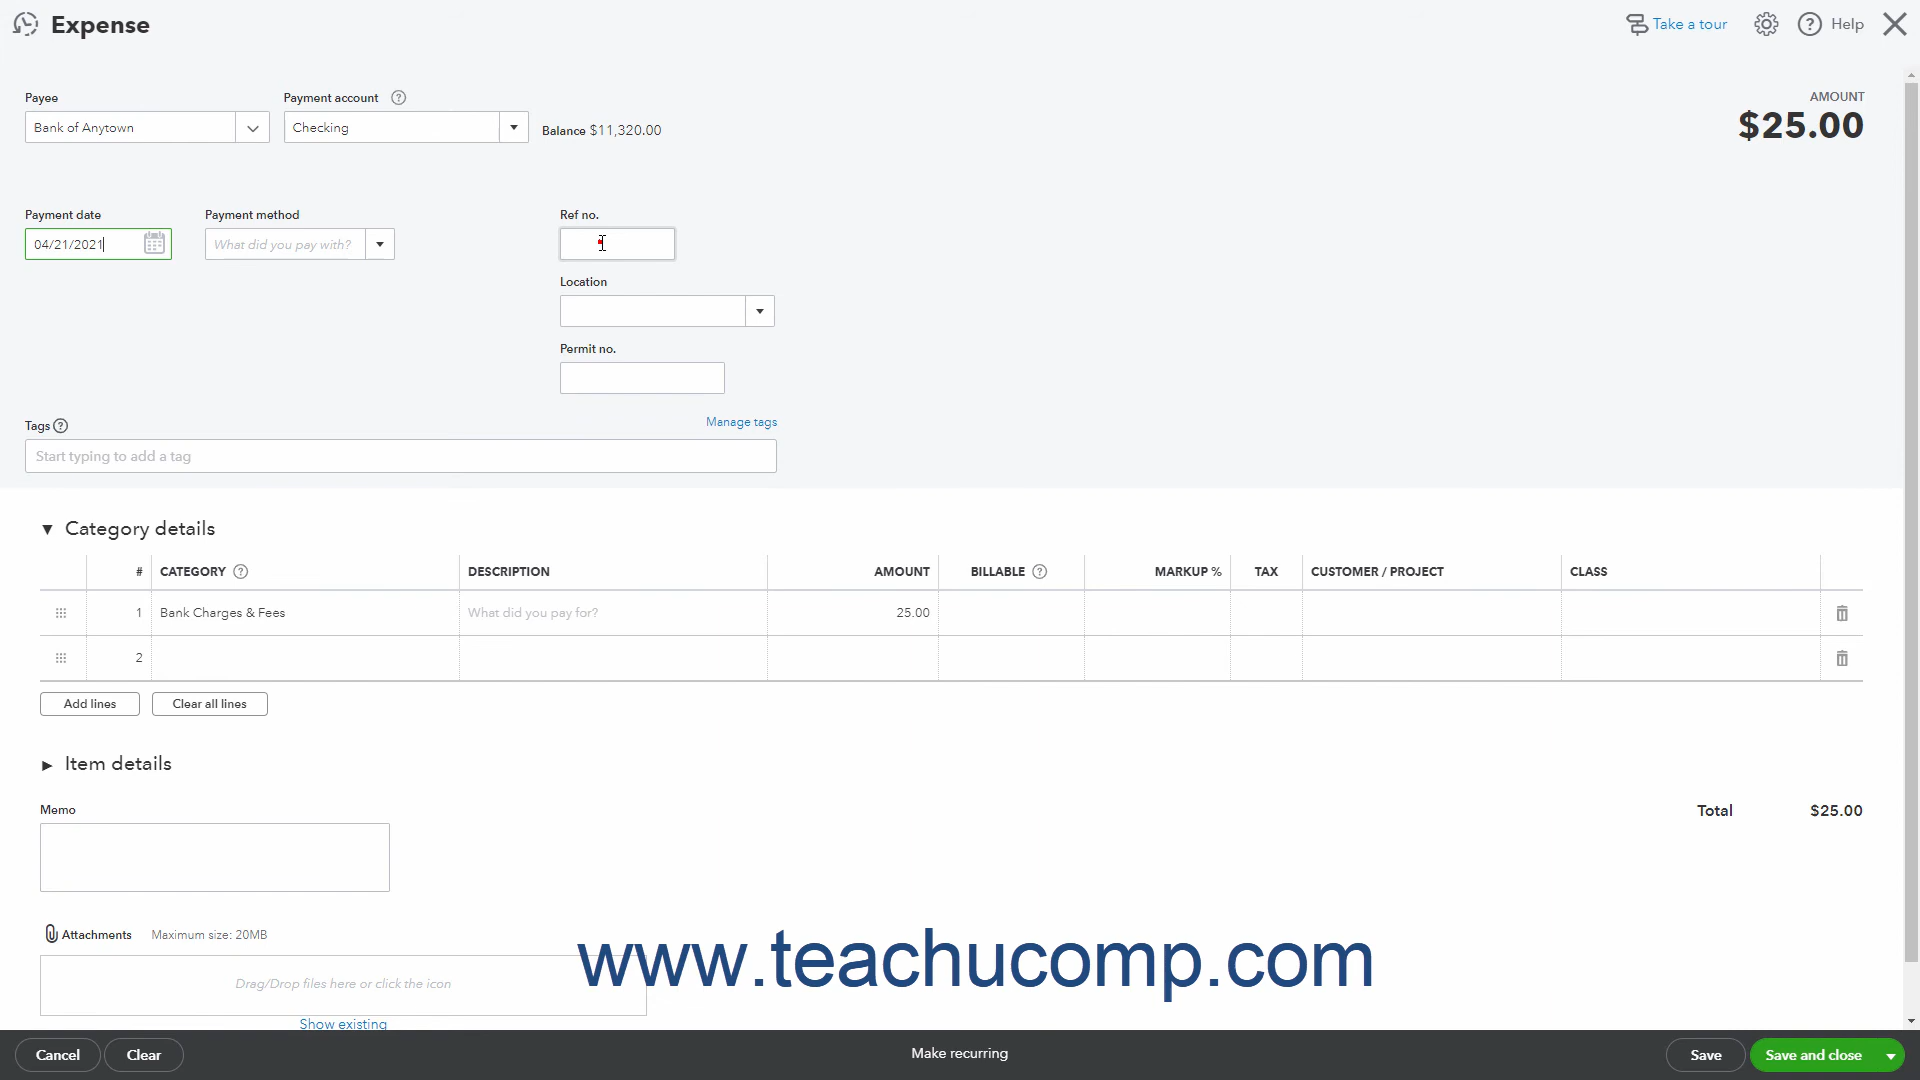 Expense
Take a tour
Help
Payee
Payment account
AMOUNT
Bank of Anytown
Checking
Balance $11,320.00
$25.00
Payment date
Payment method
Ref no.
04/21/2021
What did you pay with?
Location
Permit no.
Tags
Manage tags
Start typing to add a tag
Category details
# CATEGORY DESCRIPTION AMOUNT BILLABLE MARKUP % TAX CUSTOMER / PROJECT CLASS
1 Bank Charges & Fees What did you pay for? 25.00
2
Add lines
Clear all lines
Item details
Memo
Total $25.00
Attachments Maximum size: 20MB
www.teachucomp.com
Drag/Drop files here or click the icon
Show existing
Cancel
Clear
Make recurring
Save
Save and close